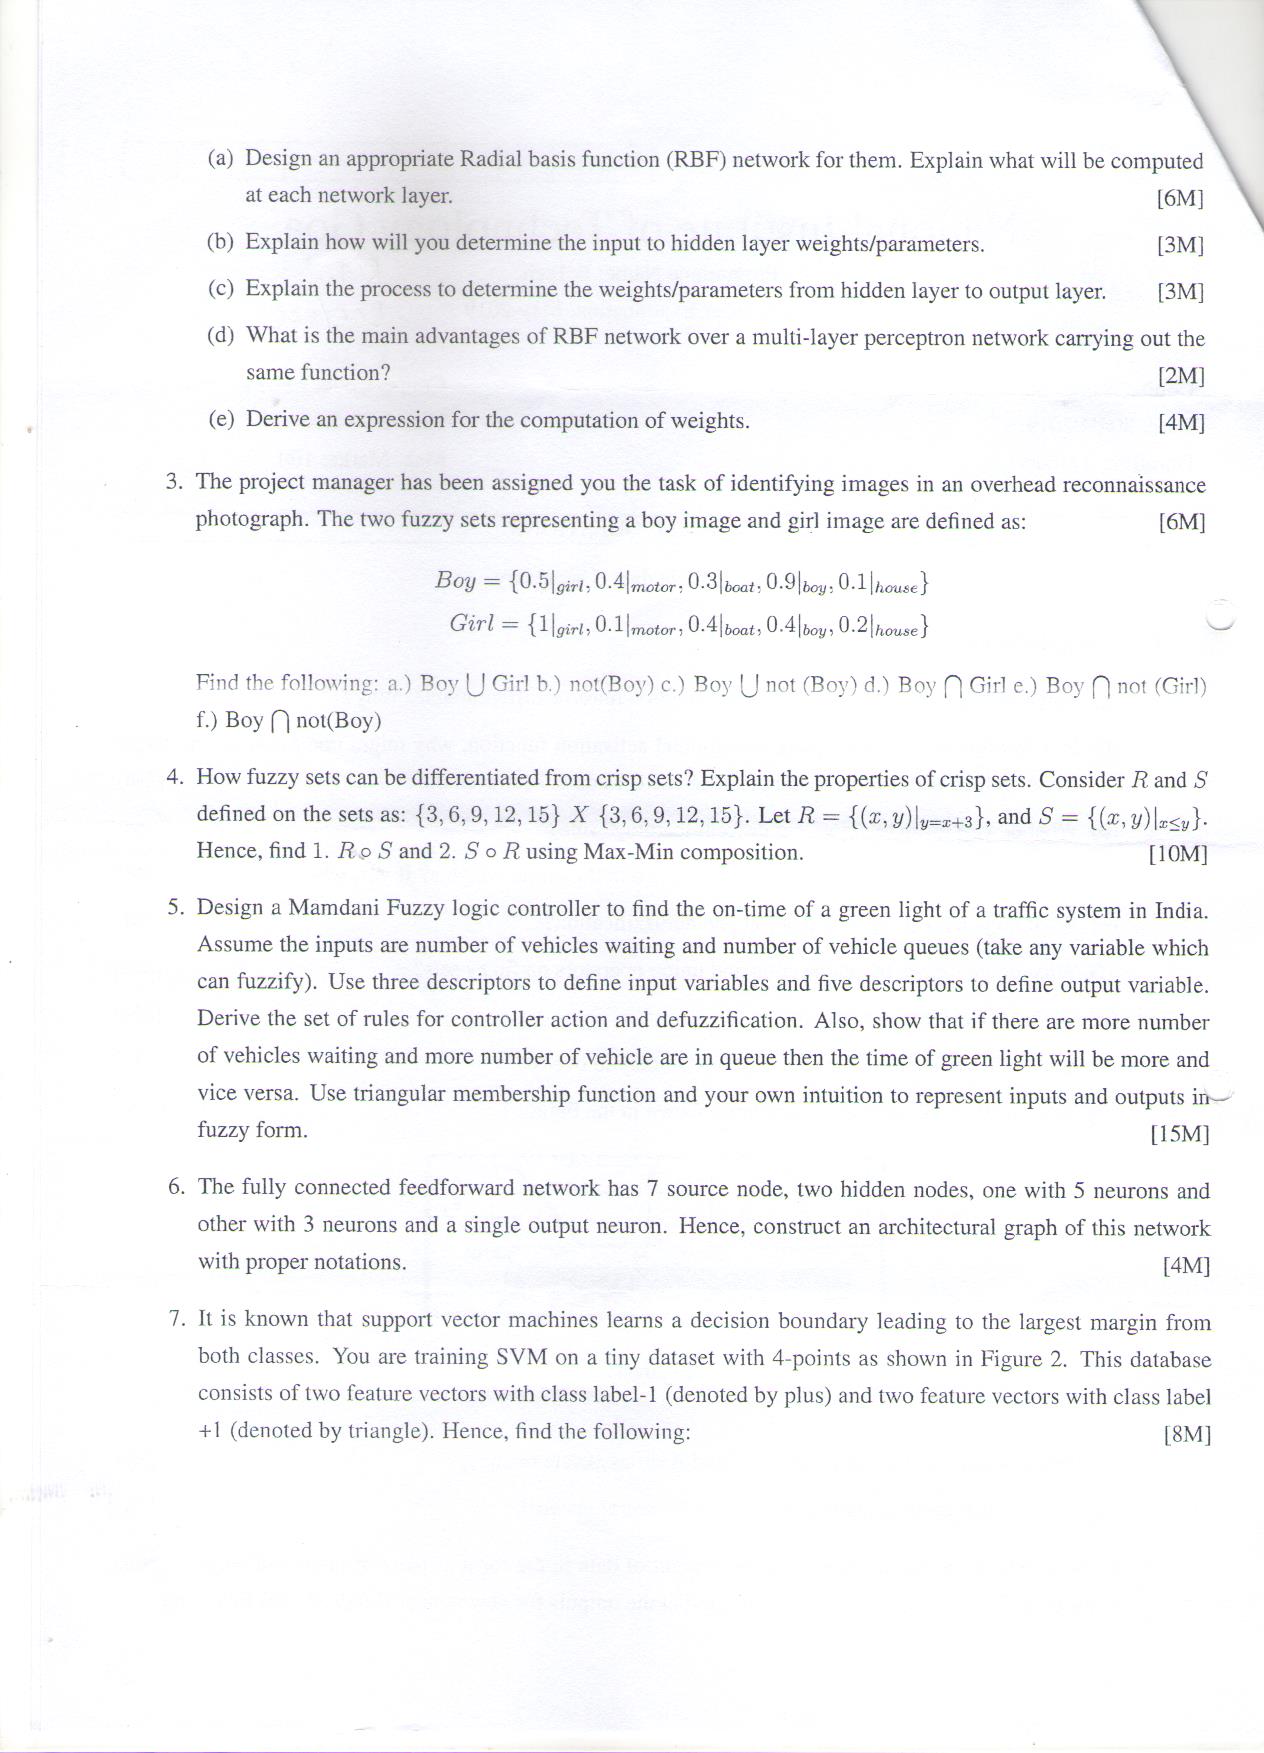 (a) Design an appropriate Radial basis function (RBF) network for them. Explain what will be computed
at each network layer. [6M]
(b) Explain how will you determine the input to hidden layer weights/parameters. [3M]
(c) Explain the process to determine the weights/parameters from hidden layer to output layer. [3M]
(d) What is the main advantages of RBF network over a multi-layer perceptron network carrying out the
same function? [2M]
(e) Derive an expression for the computation of weights. [4M]
3. The project manager has been assigned you the task of identifying images in an overhead reconnaissance
photograph. The two fuzzy sets representing a boy image and girl image are defined as: [6M]
Boy = {0.5|girl, 0.4|motor, 0.3|boat, 0.9|boy, 0.1|house}
Girl = {1|girl, 0.1|motor, 0.4|boat, 0.4|boy, 0.2|house}
Find the following: a.) Boy ⋃ Girl b.) not(Boy) c.) Boy ⋃ not (Boy) d.) Boy ⋂ Girl e.) Boy ⋂ not (Girl)
f.) Boy ⋂ not(Boy)
4. How fuzzy sets can be differentiated from crisp sets? Explain the properties of crisp sets. Consider R and S
defined on the sets as: {3, 6, 9, 12, 15} X {3, 6, 9, 12, 15}. Let R = {(x, y)|y=x+3}, and S = {(x, y)|x≤y}.
Hence, find 1. R ∘ S and 2. S ∘ R using Max-Min composition. [10M]
5. Design a Mamdani Fuzzy logic controller to find the on-time of a green light of a traffic system in India.
Assume the inputs are number of vehicles waiting and number of vehicle queues (take any variable which
can fuzzify). Use three descriptors to define input variables and five descriptors to define output variable.
Derive the set of rules for controller action and defuzzification. Also, show that if there are more number
of vehicles waiting and more number of vehicle are in queue then the time of green light will be more and
vice versa. Use triangular membership function and your own intuition to represent inputs and outputs in
fuzzy form. [15M]
6. The fully connected feedforward network has 7 source node, two hidden nodes, one with 5 neurons and
other with 3 neurons and a single output neuron. Hence, construct an architectural graph of this network
with proper notations. [4M]
7. It is known that support vector machines learns a decision boundary leading to the largest margin from
both classes. You are training SVM on a tiny dataset with 4-points as shown in Figure 2. This database
consists of two feature vectors with class label-1 (denoted by plus) and two feature vectors with class label
+1 (denoted by triangle). Hence, find the following: [8M]